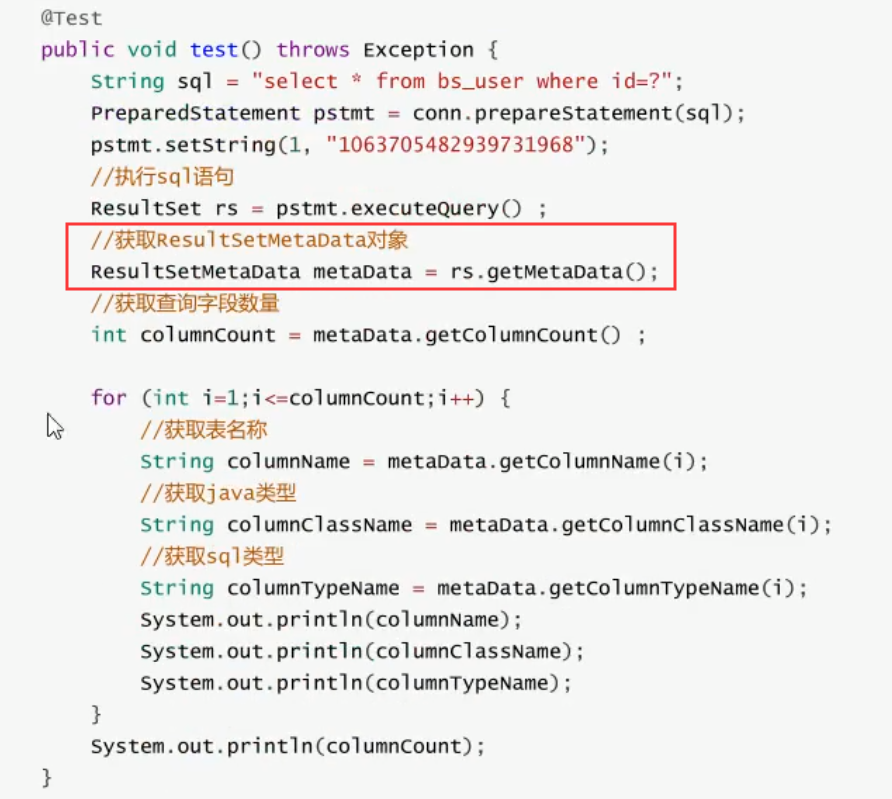 @Test
public void test() throws Exception {
String sql = "select * from bs_user where id=?";
PreparedStatement pstmt = conn.prepareStatement(sql);
pstmt.setString(1, "1063705482939731968");
//执行sql语句
ResultSet rs = pstmt.executeQuery() ;
//获取ResultSetMetaData对象
ResultSetMetaData metaData = rs.getMetaData();
//获取查询字段数量
int columnCount = metaData.getColumnCount() ;
for (int i=1;i<=columnCount;i++) {
//获取表名称
String columnName = metaData.getColumnName(i);
//获取java类型
String columnClassName = metaData.getColumnClassName(i);
//获取sql类型
String columnTypeName = metaData.getColumnTypeName(i);
System.out.println(columnName);
System.out.println(columnClassName);
System.out.println(columnTypeName);
}
System.out.println(columnCount);
}